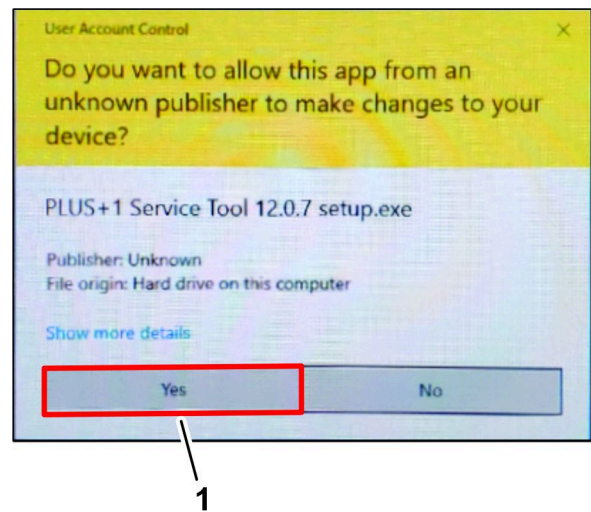 User Account Control
Do you want to allow this app from an
unknown publisher to make changes to your
device?
PLUS+1 Service Tool 12.0.7 setup.exe
Publisher: Unknown
File origin: Hard drive on this computer
Show more details
Yes
No
1